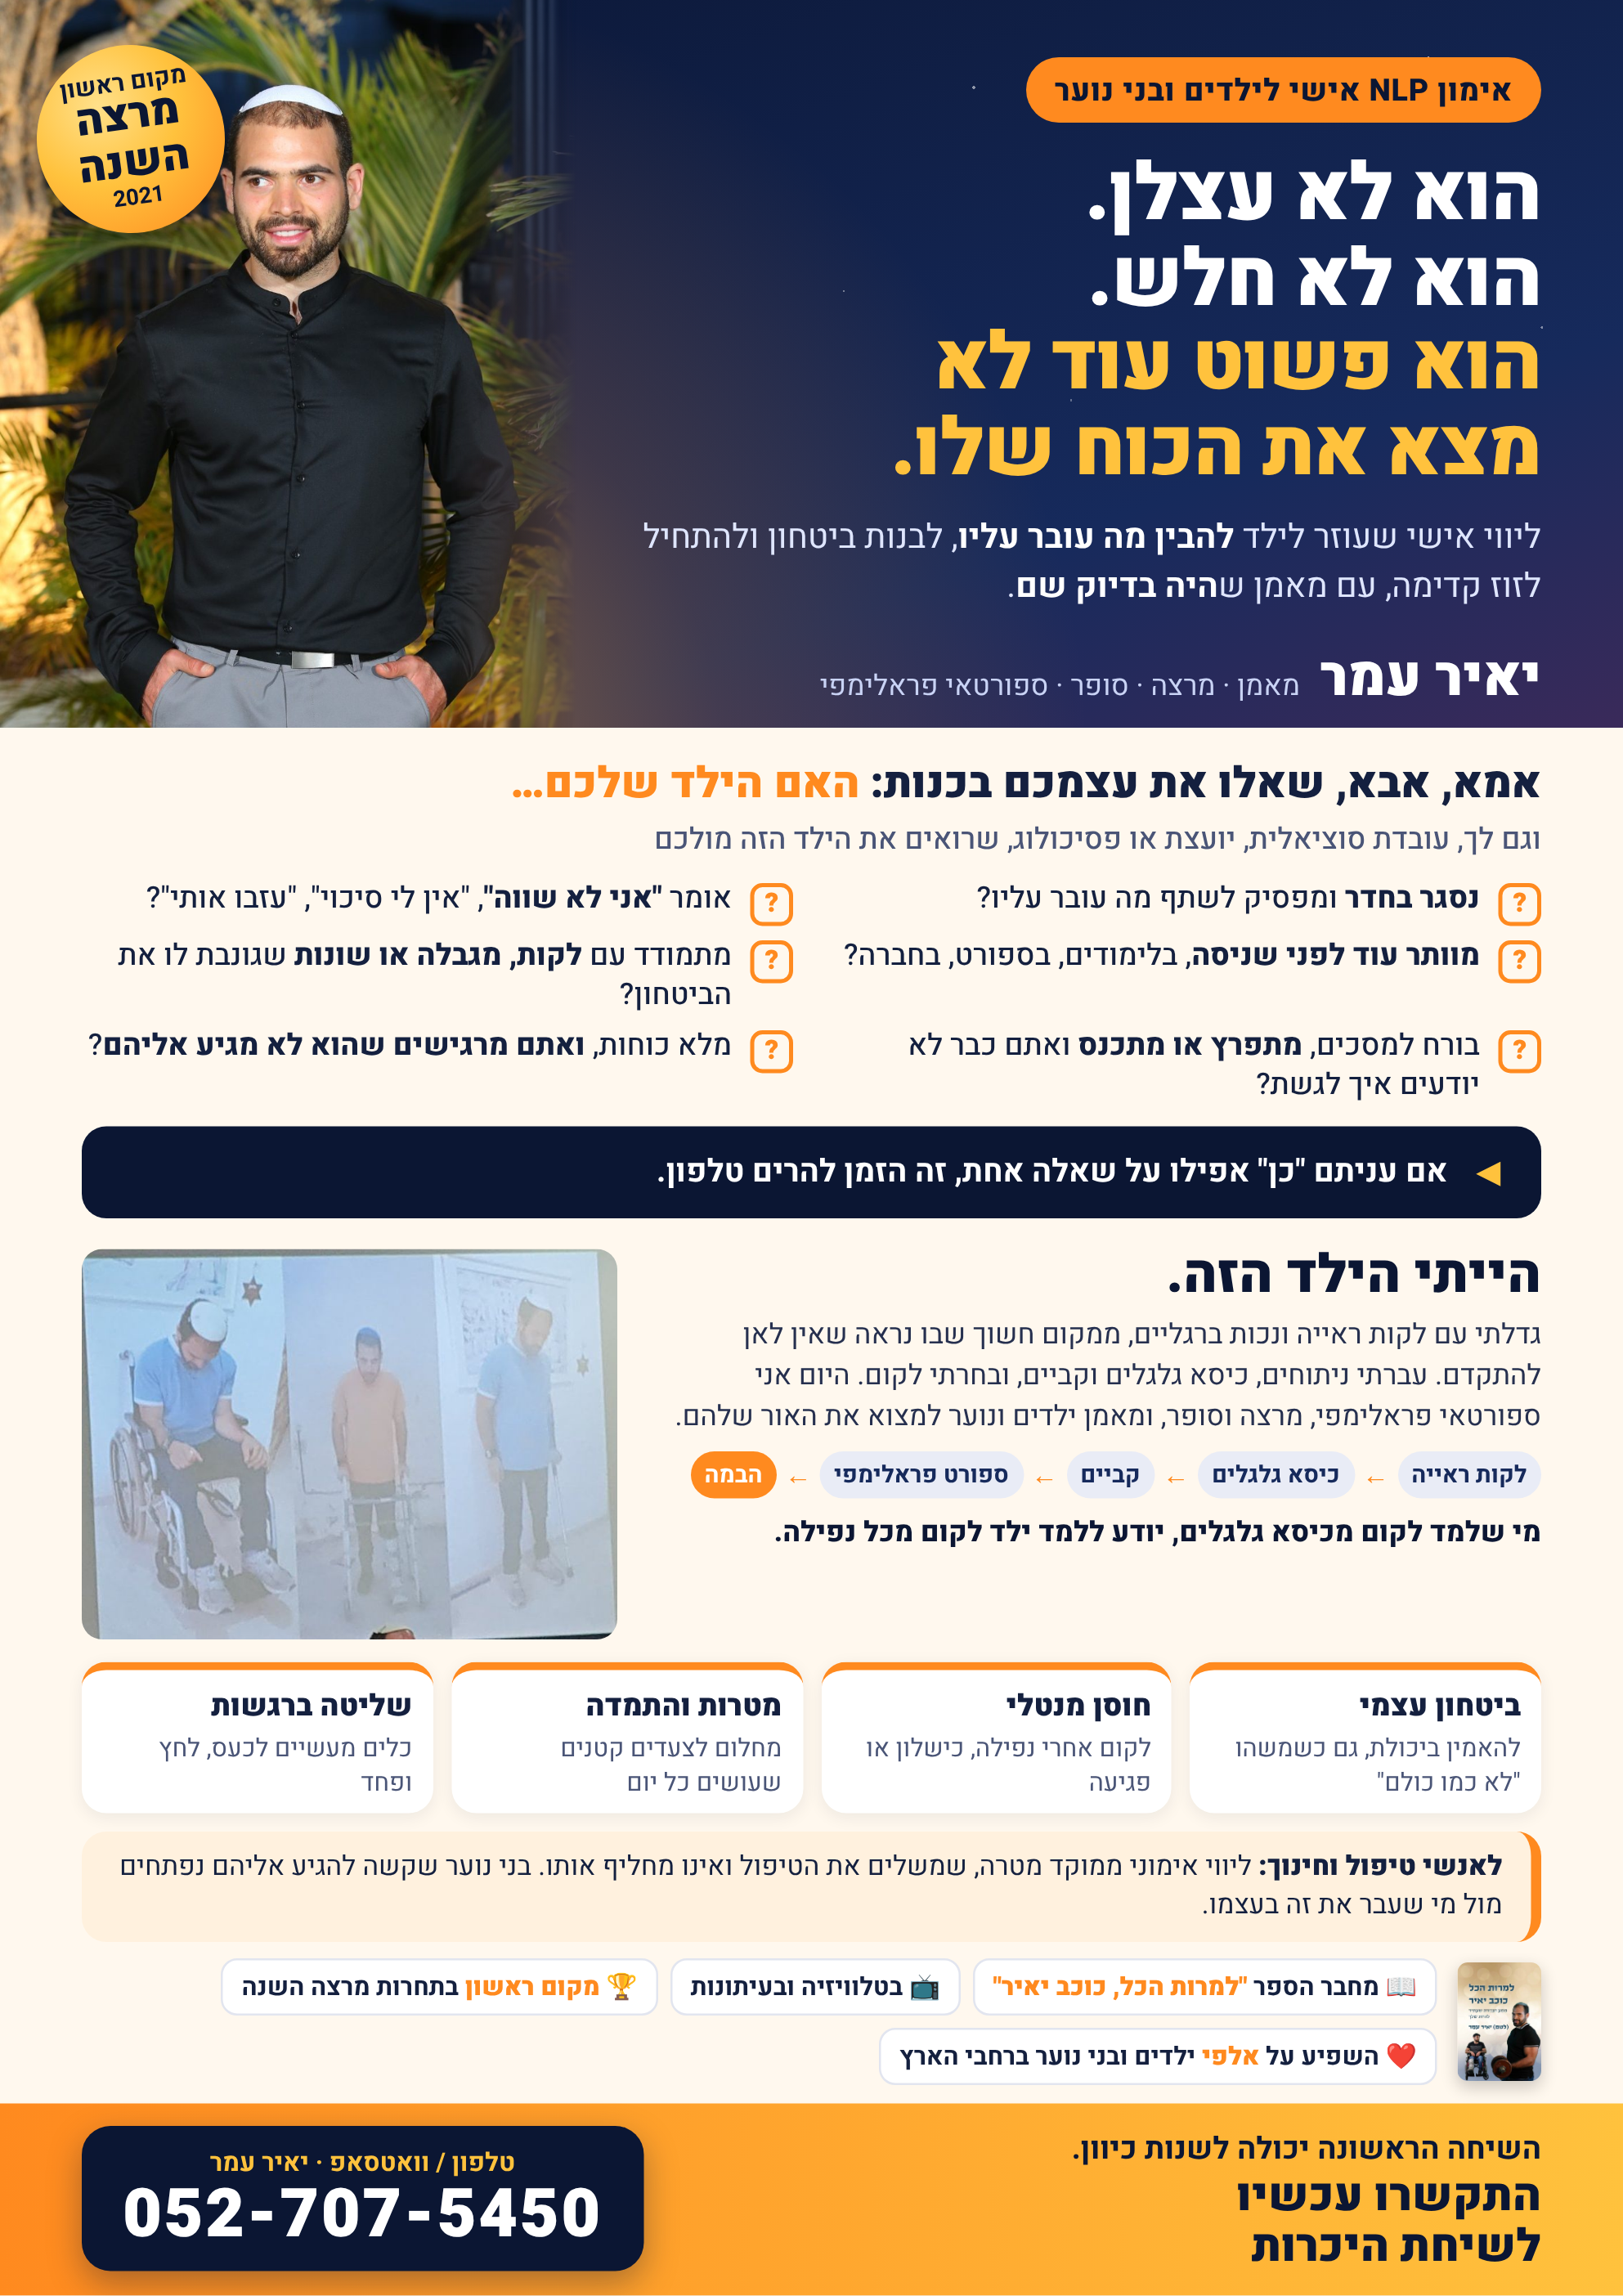 אימון NLP אישי לילדים ובני נוער
מקום ראשון
מרצה
השנה
2021
הוא לא עצלן.
הוא לא חלש.
הוא פשוט עוד לא
מצא את הכוח שלו.
ליווי אישי שעוזר לילד להבין מה עובר עליו, לבנות ביטחון ולהתחיל
לזוז קדימה, עם מאמן שהיה בדיוק שם.
יאיר עמר מאמן · מרצה · סופר · ספורטאי פראלימפי
אמא, אבא, שאלו את עצמכם בכנות: האם הילד שלכם...
וגם לך, עובדת סוציאלית, יועצת או פסיכולוג, שרואים את הילד הזה מולכם
? נסגר בחדר ומפסיק לשתף מה עובר עליו?
? אומר "אני לא שווה", "אין לי סיכוי", "עזבו אותי"?
? מוותר עוד לפני שניסה, בלימודים, בספורט, בחברה?
? מתמודד עם לקות, מגבלה או שונות שגונבת לו את
הביטחון?
? בורח למסכים, מתפרץ או מתכנס ואתם כבר לא
יודעים איך לגשת?
? מלא כוחות, ואתם מרגישים שהוא לא מגיע אליהם?
◀ אם עניתם "כן" אפילו על שאלה אחת, זה הזמן להרים טלפון.
הייתי הילד הזה.
גדלתי עם לקות ראייה ונכות ברגליים, ממקום חשוך שבו נראה שאין לאן
להתקדם. עברתי ניתוחים, כיסא גלגלים וקביים, ובחרתי לקום. היום אני
ספורטאי פראלימפי, מרצה וסופר, ומאמן ילדים ונוער למצוא את האור שלהם.
לקות ראייה ← כיסא גלגלים ← קביים ← ספורט פראלימפי ← הבמה
מי שלמד לקום מכיסא גלגלים, יודע ללמד ילד לקום מכל נפילה.
ביטחון עצמי
להאמין ביכולת, גם כשמשהו
"לא כמו כולם"
חוסן מנטלי
לקום אחרי נפילה, כישלון או
פגיעה
מטרות והתמדה
מחלום לצעדים קטנים
שעושים כל יום
שליטה ברגשות
כלים מעשיים לכעס, לחץ
ופחד
לאנשי טיפול וחינוך: ליווי אימוני ממוקד מטרה, שמשלים את הטיפול ואינו מחליף אותו. בני נוער שקשה להגיע אליהם נפתחים
מול מי שעבר את זה בעצמו.
למרות הכל
כוכב יאיר
📖 מחבר הספר "למרות הכל, כוכב יאיר"
📺 בטלוויזיה ובעיתונות
🏆 מקום ראשון בתחרות מרצה השנה
❤️ השפיע על אלפי ילדים ובני נוער ברחבי הארץ
השיחה הראשונה יכולה לשנות כיוון.
התקשרו עכשיו
לשיחת היכרות
טלפון / וואטסאפ · יאיר עמר
052-707-5450